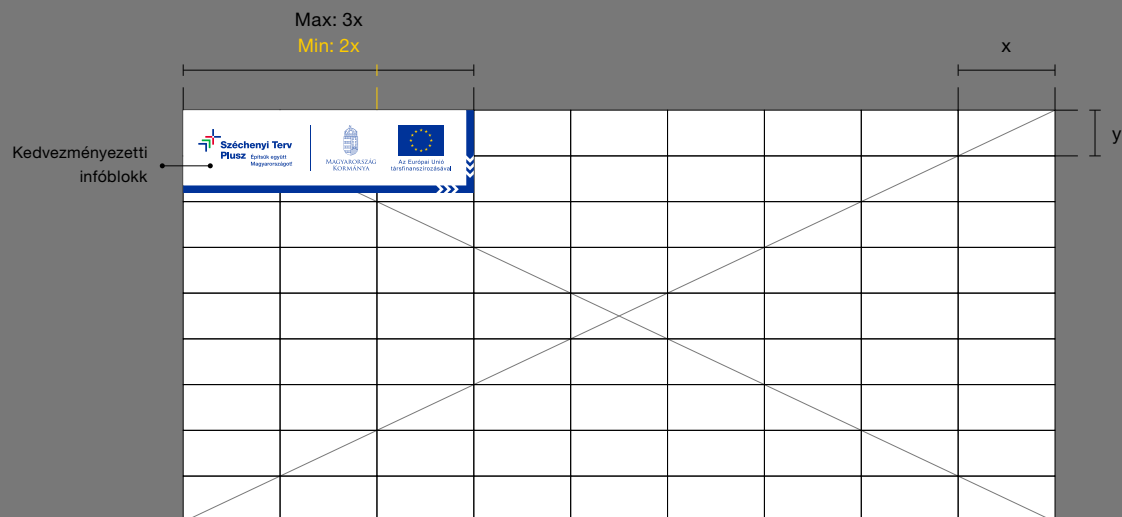 Max: 3x
Min: 2x
x
y
Kedvezményezetti
infóblokk
Széchenyi Terv
Plusz Építsük együtt
Magyarországot!
MAGYARORSZÁG
KORMÁNYA
Az Európai Unió
társfinanszírozásával